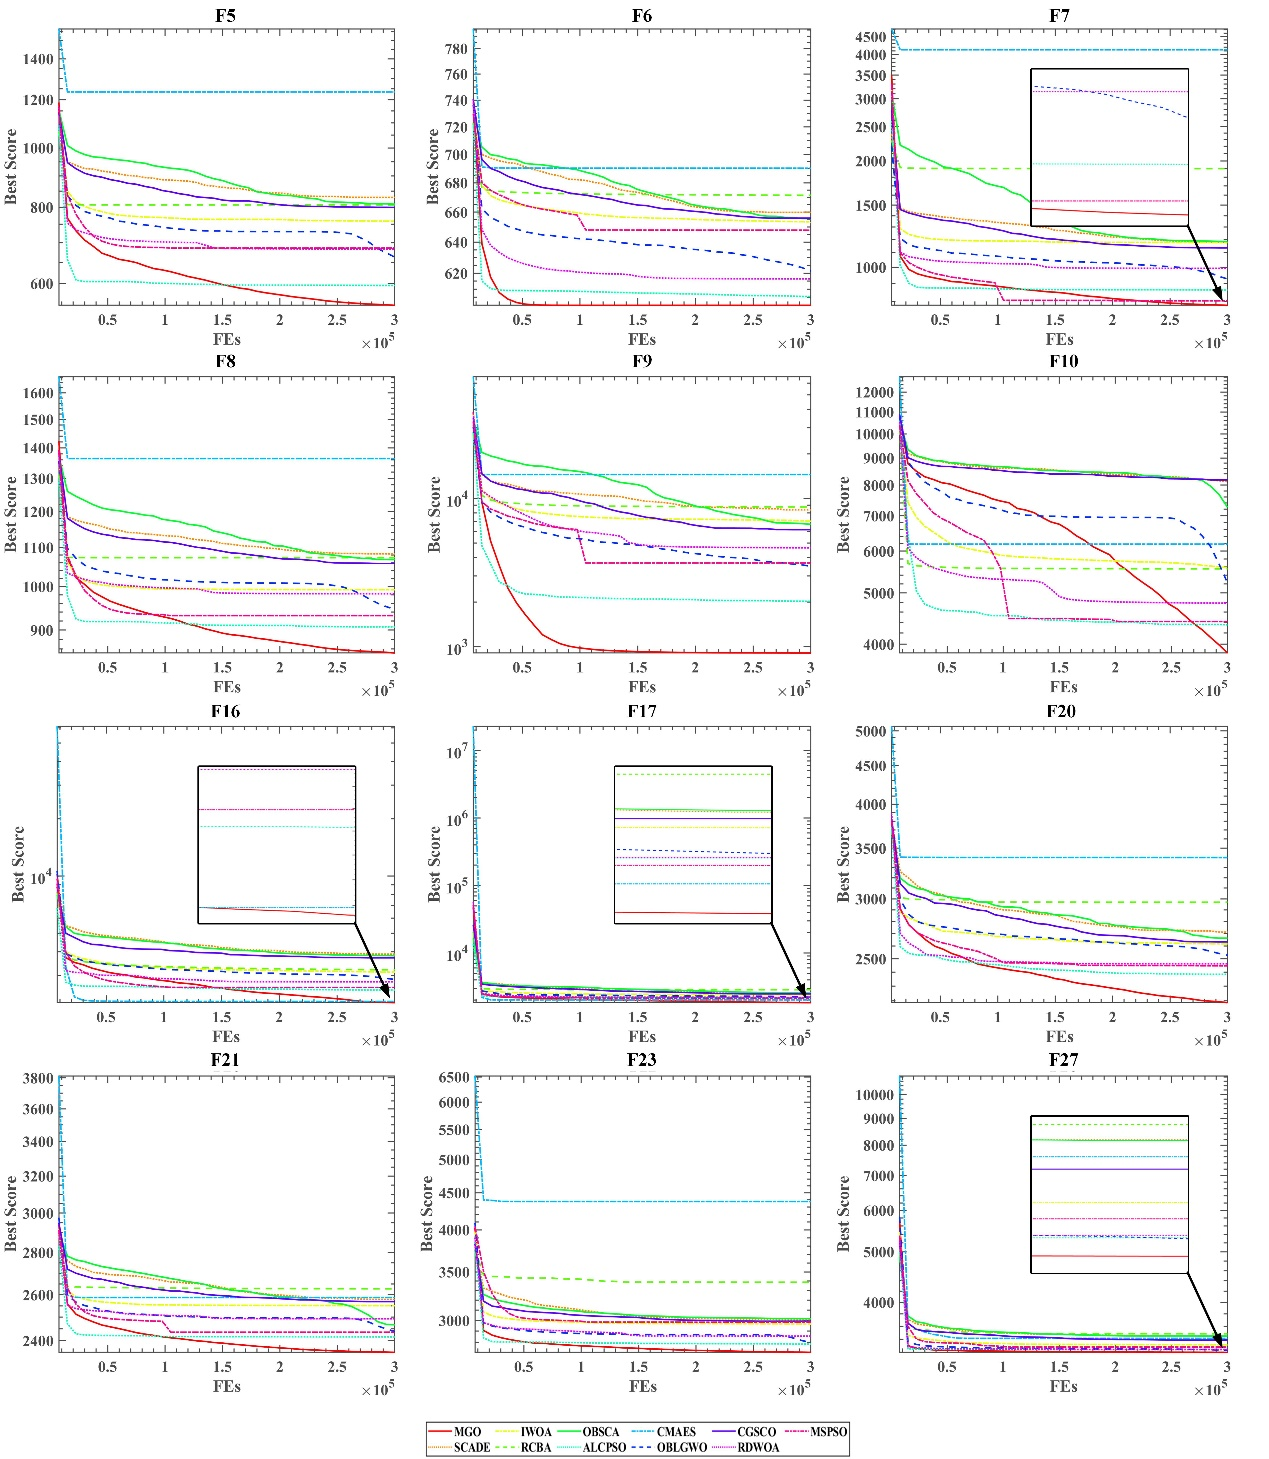 F5 F6 F7
1400
1200
1000
800
600
Best Score
0.5 1 1.5 2 2.5 3
FEs ×10^5
780
760
740
720
700
680
660
640
620
Best Score
0.5 1 1.5 2 2.5 3
FEs ×10^5
4500
4000
3500
3000
2500
2000
1500
1000
Best Score
0.5 1 1.5 2 2.5 3
FEs ×10^5
F8 F9 F10
1600
1500
1400
1300
1200
1100
1000
900
Best Score
0.5 1 1.5 2 2.5 3
FEs ×10^5
10^4
10^3
Best Score
0.5 1 1.5 2 2.5 3
FEs ×10^5
12000
11000
10000
9000
8000
7000
6000
5000
4000
Best Score
0.5 1 1.5 2 2.5 3
FEs ×10^5
F16 F17 F20
10^4
Best Score
0.5 1 1.5 2 2.5 3
FEs ×10^5
10^7
10^6
10^5
10^4
Best Score
0.5 1 1.5 2 2.5 3
FEs ×10^5
5000
4500
4000
3500
3000
2500
Best Score
0.5 1 1.5 2 2.5 3
FEs ×10^5
F21 F23 F27
3800
3600
3400
3200
3000
2800
2600
2400
Best Score
0.5 1 1.5 2 2.5 3
FEs ×10^5
6500
6000
5500
5000
4500
4000
3500
3000
Best Score
0.5 1 1.5 2 2.5 3
FEs ×10^5
10000
9000
8000
7000
6000
5000
4000
Best Score
0.5 1 1.5 2 2.5 3
FEs ×10^5
MGO IWOA OBSCA CMAES CGSCO MSPSO
SCADE RCBA ALCPSO OBLGWO RDWOA